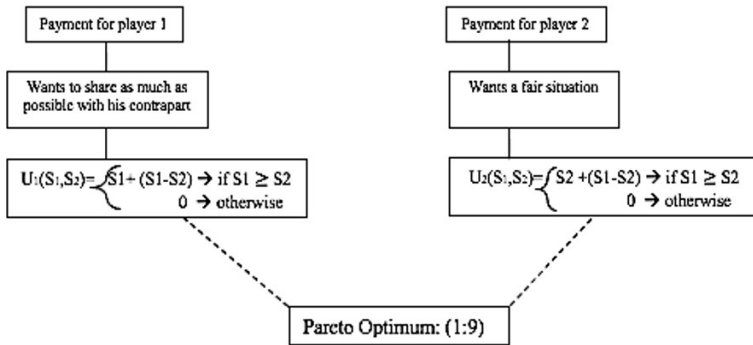 Payment for player 1
Payment for player 2
Wants to share as much as
possible with his contrapart
Wants a fair situation
U₁(S₁,S₂)= S1+ (S1-S2) → if S1 ≥ S2
0 → otherwise
U₂(S₁,S₂)= S2 +(S1-S2) → if S1 ≥ S2
0 → otherwise
Pareto Optimum: (1:9)